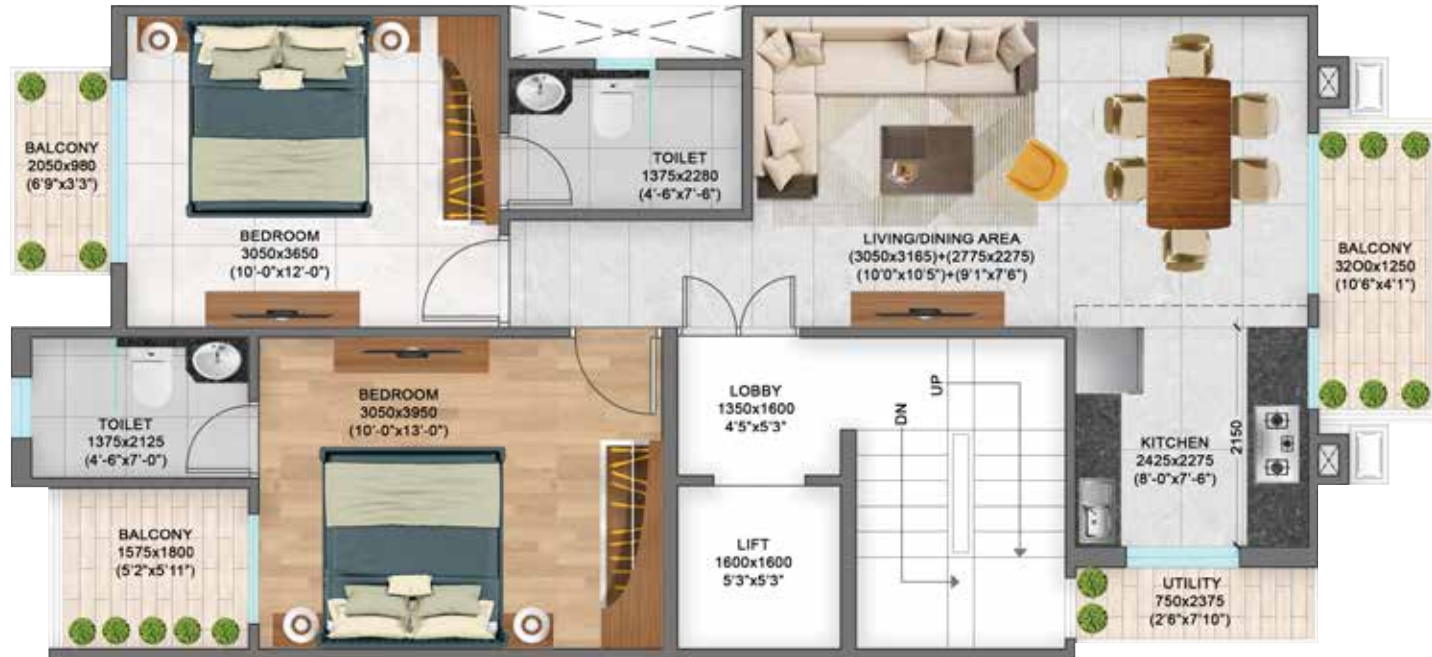 BALCONY
2050x980
(6'9"x3'3")
BEDROOM
3050x3650
(10'-0"x12'-0")
TOILET
1375x2280
(4'-6"x7'-6")
LIVING/DINING AREA
(3050x3165)+(2775x2275)
(10'0"x10'5")+(9'1"x7'6")
BALCONY
32O0x1250
(10'6"x4'1")
TOILET
1375x2125
(4'-6"x7'-0")
BEDROOM
3050x3950
(10'-0"x13'-0")
LOBBY
1350x1600
4'5"x5'3"
DN
UP
KITCHEN
2425x2275
(8'-0"x7'-6")
2150
BALCONY
1575x1800
(5'2"x5'11")
LIFT
1600x1600
5'3"x5'3"
UTILITY
750x2375
(2'6"x7'10")